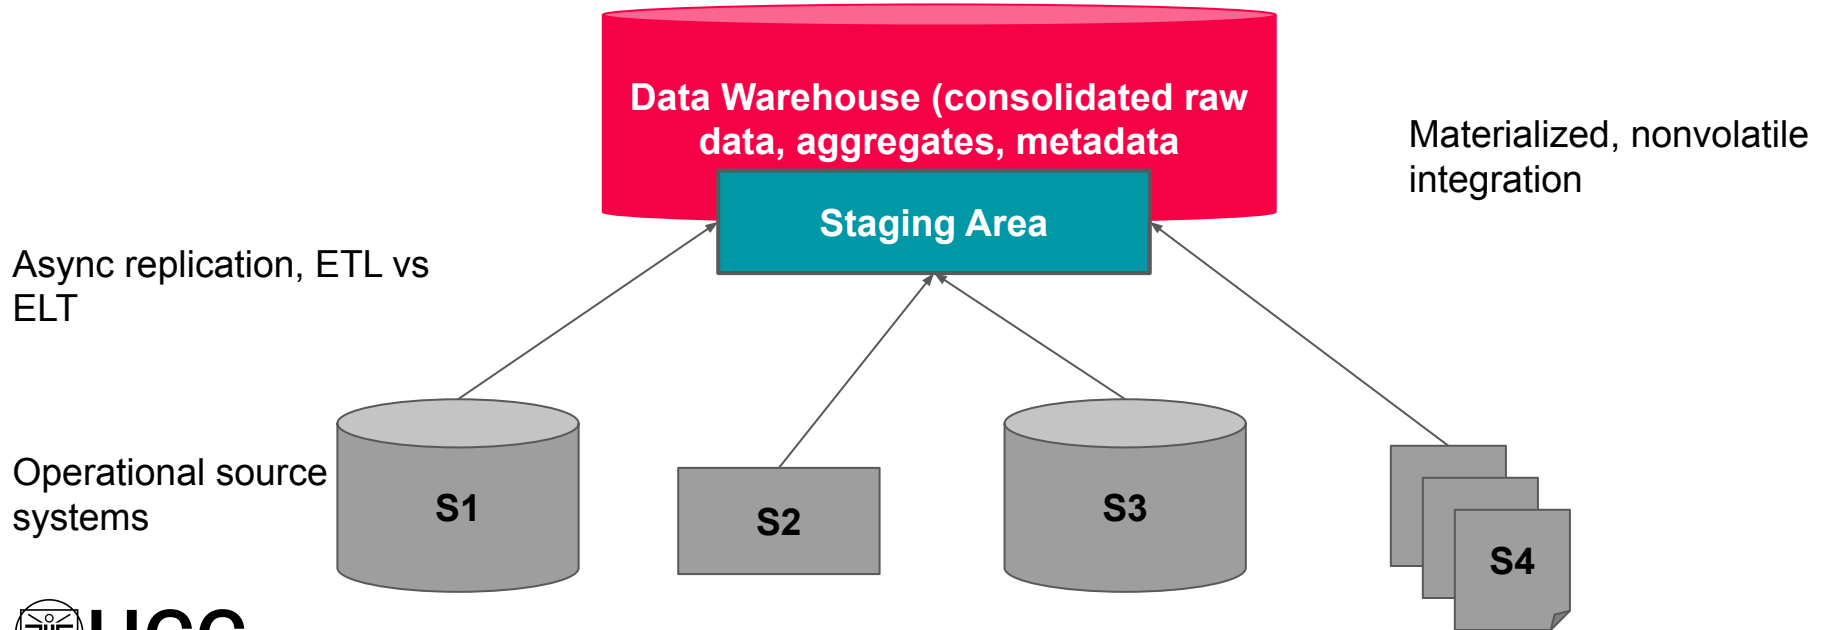 Data Warehouse (consolidated raw
data, aggregates, metadata
Materialized, nonvolatile
integration
Staging Area
Async replication, ETL vs
ELT
Operational source
systems
S1
S2
S3
S4